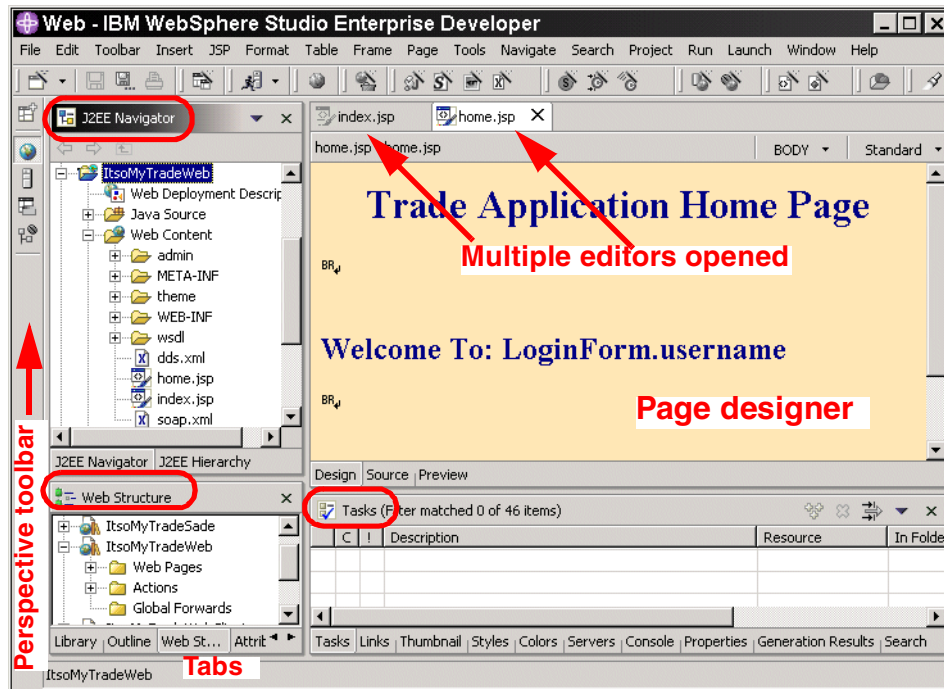 Web - IBM WebSphere Studio Enterprise Developer
File Edit Toolbar Insert JSP Format Table Frame Page Tools Navigate Search Project Run Launch Window Help
J2EE Navigator
ItsoMyTradeWeb
Web Deployment Descrip
Java Source
Web Content
admin
META-INF
theme
WEB-INF
wsdl
dds.xml
home.jsp
index.jsp
soap.xml
J2EE Navigator J2EE Hierarchy
index.jsp home.jsp
home.jsp home.jsp BODY Standard
Trade Application Home Page
Multiple editors opened
BR
Welcome To: LoginForm.username
BR
Page designer
Design Source Preview
Perspective toolbar
Web Structure
ItsoMyTradeSade
ItsoMyTradeWeb
Web Pages
Actions
Global Forwards
Library Outline Web St... Attrib
Tabs
Tasks (Filter matched 0 of 46 items)
C ! Description Resource In Folde
Tasks Links Thumbnail Styles Colors Servers Console Properties Generation Results Search
ItsoMyTradeWeb